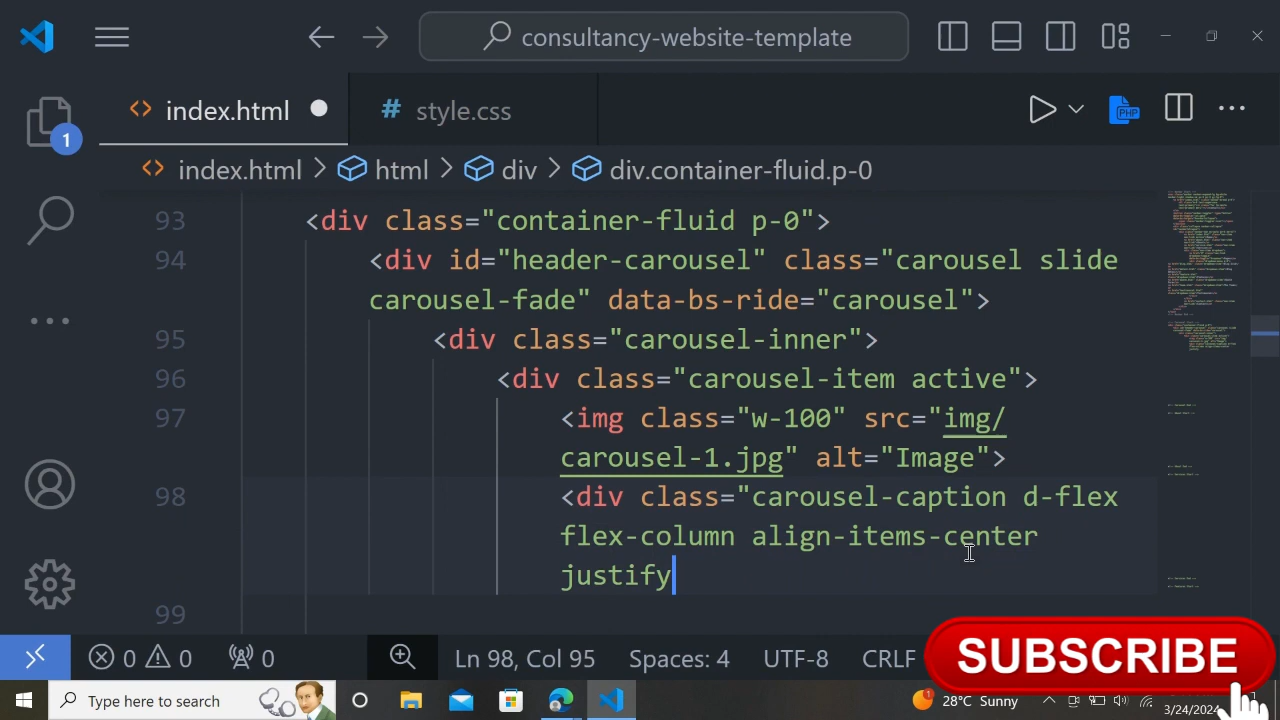 consultancy-website-template
index.html
style.css
PHP
1
index.html > html > div > div.container-fluid.p-0
93 <div class="container-fluid p-0">
94 <div id="header-carousel" class="carousel slide
carousel-fade" data-bs-ride="carousel">
95 <div class="carousel-inner">
96 <div class="carousel-item active">
97 <img class="w-100" src="img/
carousel-1.jpg" alt="Image">
98 <div class="carousel-caption d-flex
flex-column align-items-center
justify
99
0 0 0 Ln 98, Col 95 Spaces: 4 UTF-8 CRLF
SUBSCRIBE
Type here to search
28°C Sunny
3/24/2024